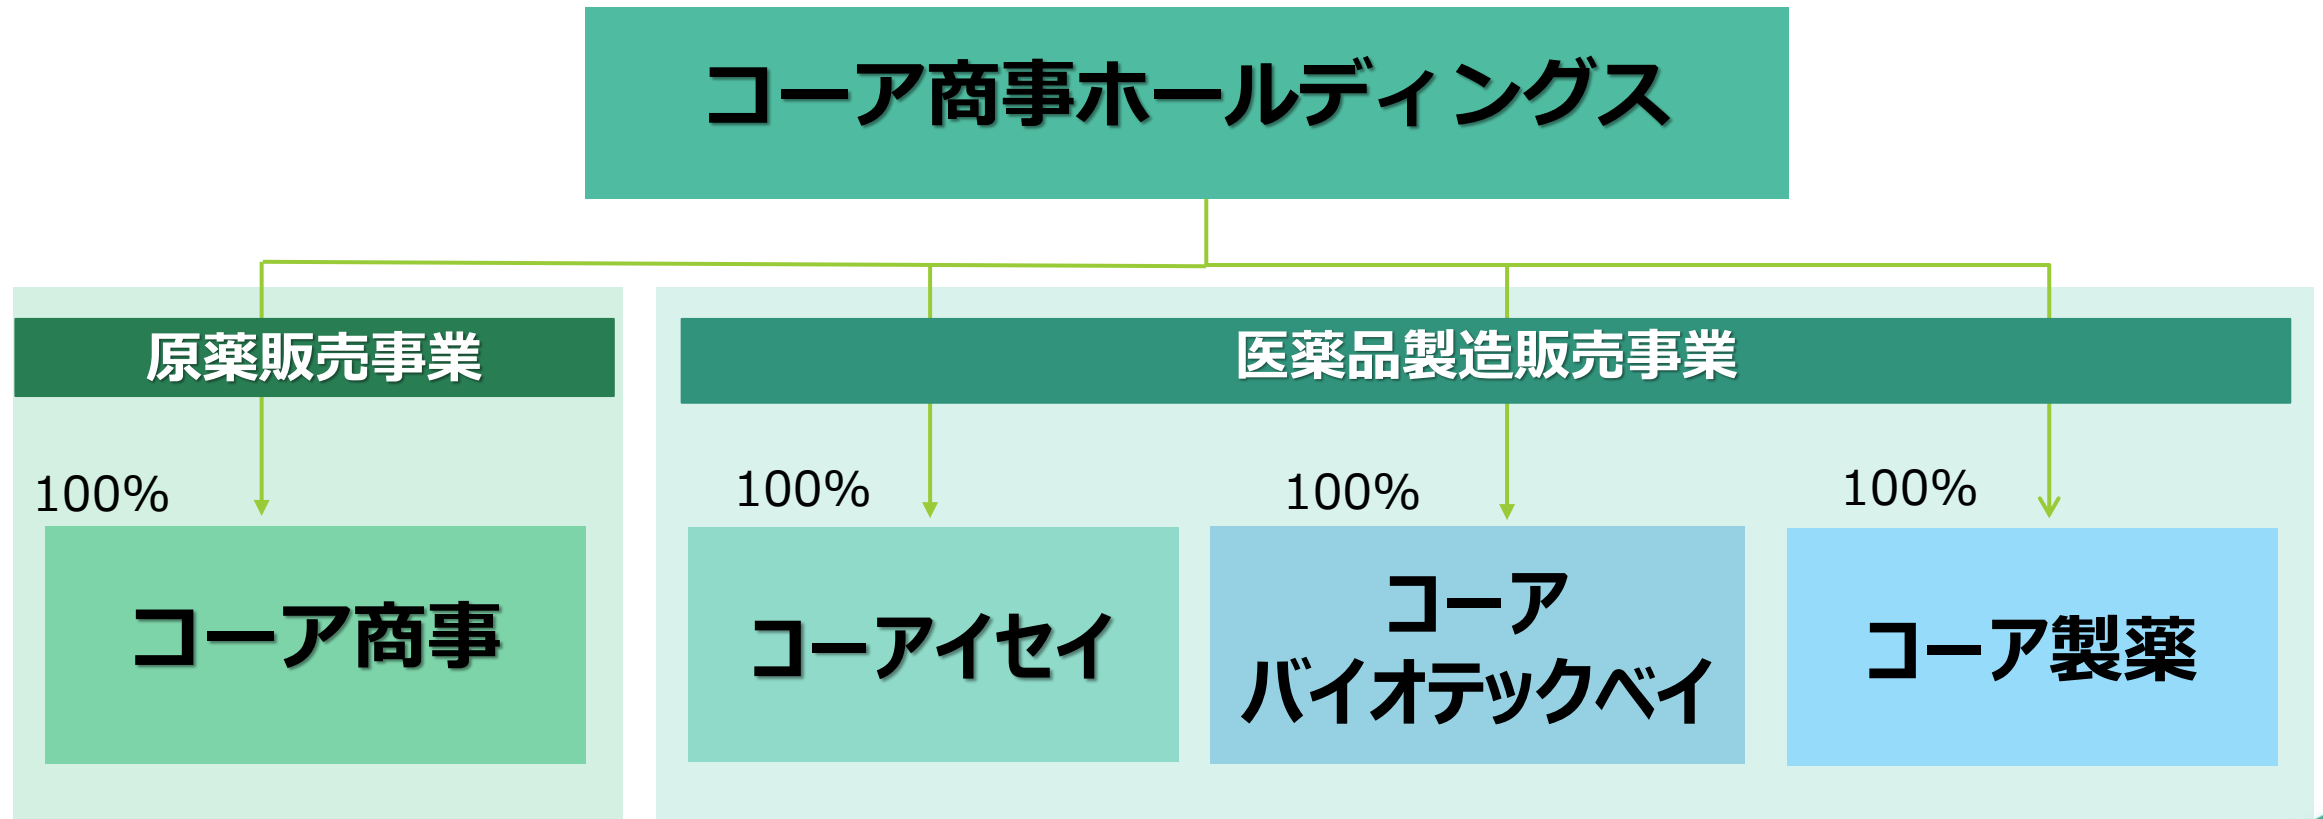 コーア商事ホールディングス
原薬販売事業
医薬品製造販売事業
100%
100%
100%
100%
コーア商事
コーアイセイ
コーア
バイオテックベイ
コーア製薬